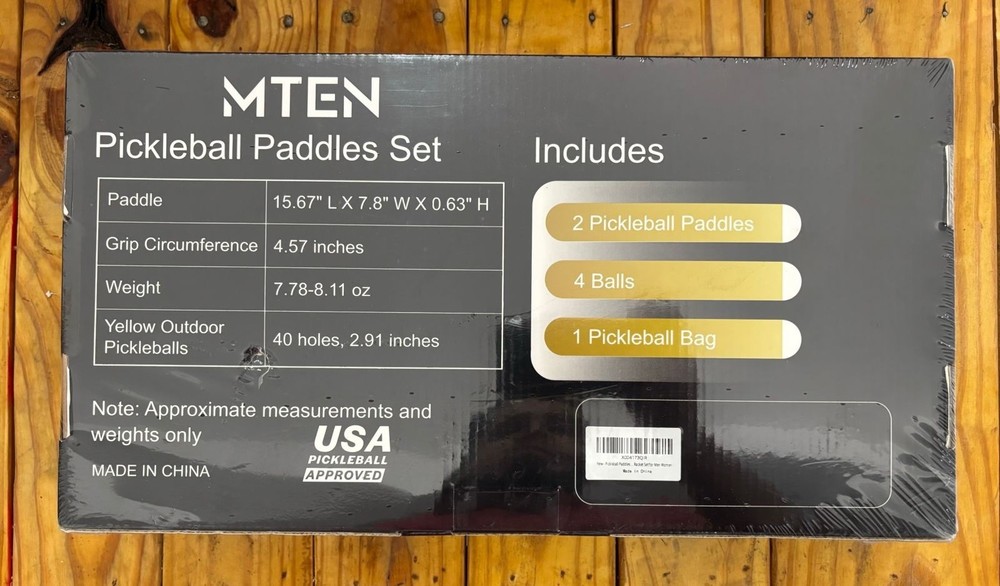 MTEN
Pickleball Paddles Set
Paddle 15.67" L X 7.8" W X 0.63" H
Grip Circumference 4.57 inches
Weight 7.78-8.11 oz
Yellow Outdoor
Pickleballs 40 holes, 2.91 inches
Note: Approximate measurements and
weights only
USA
PICKLEBALL
APPROVED
MADE IN CHINA
Includes
2 Pickleball Paddles
4 Balls
1 Pickleball Bag
Made in China